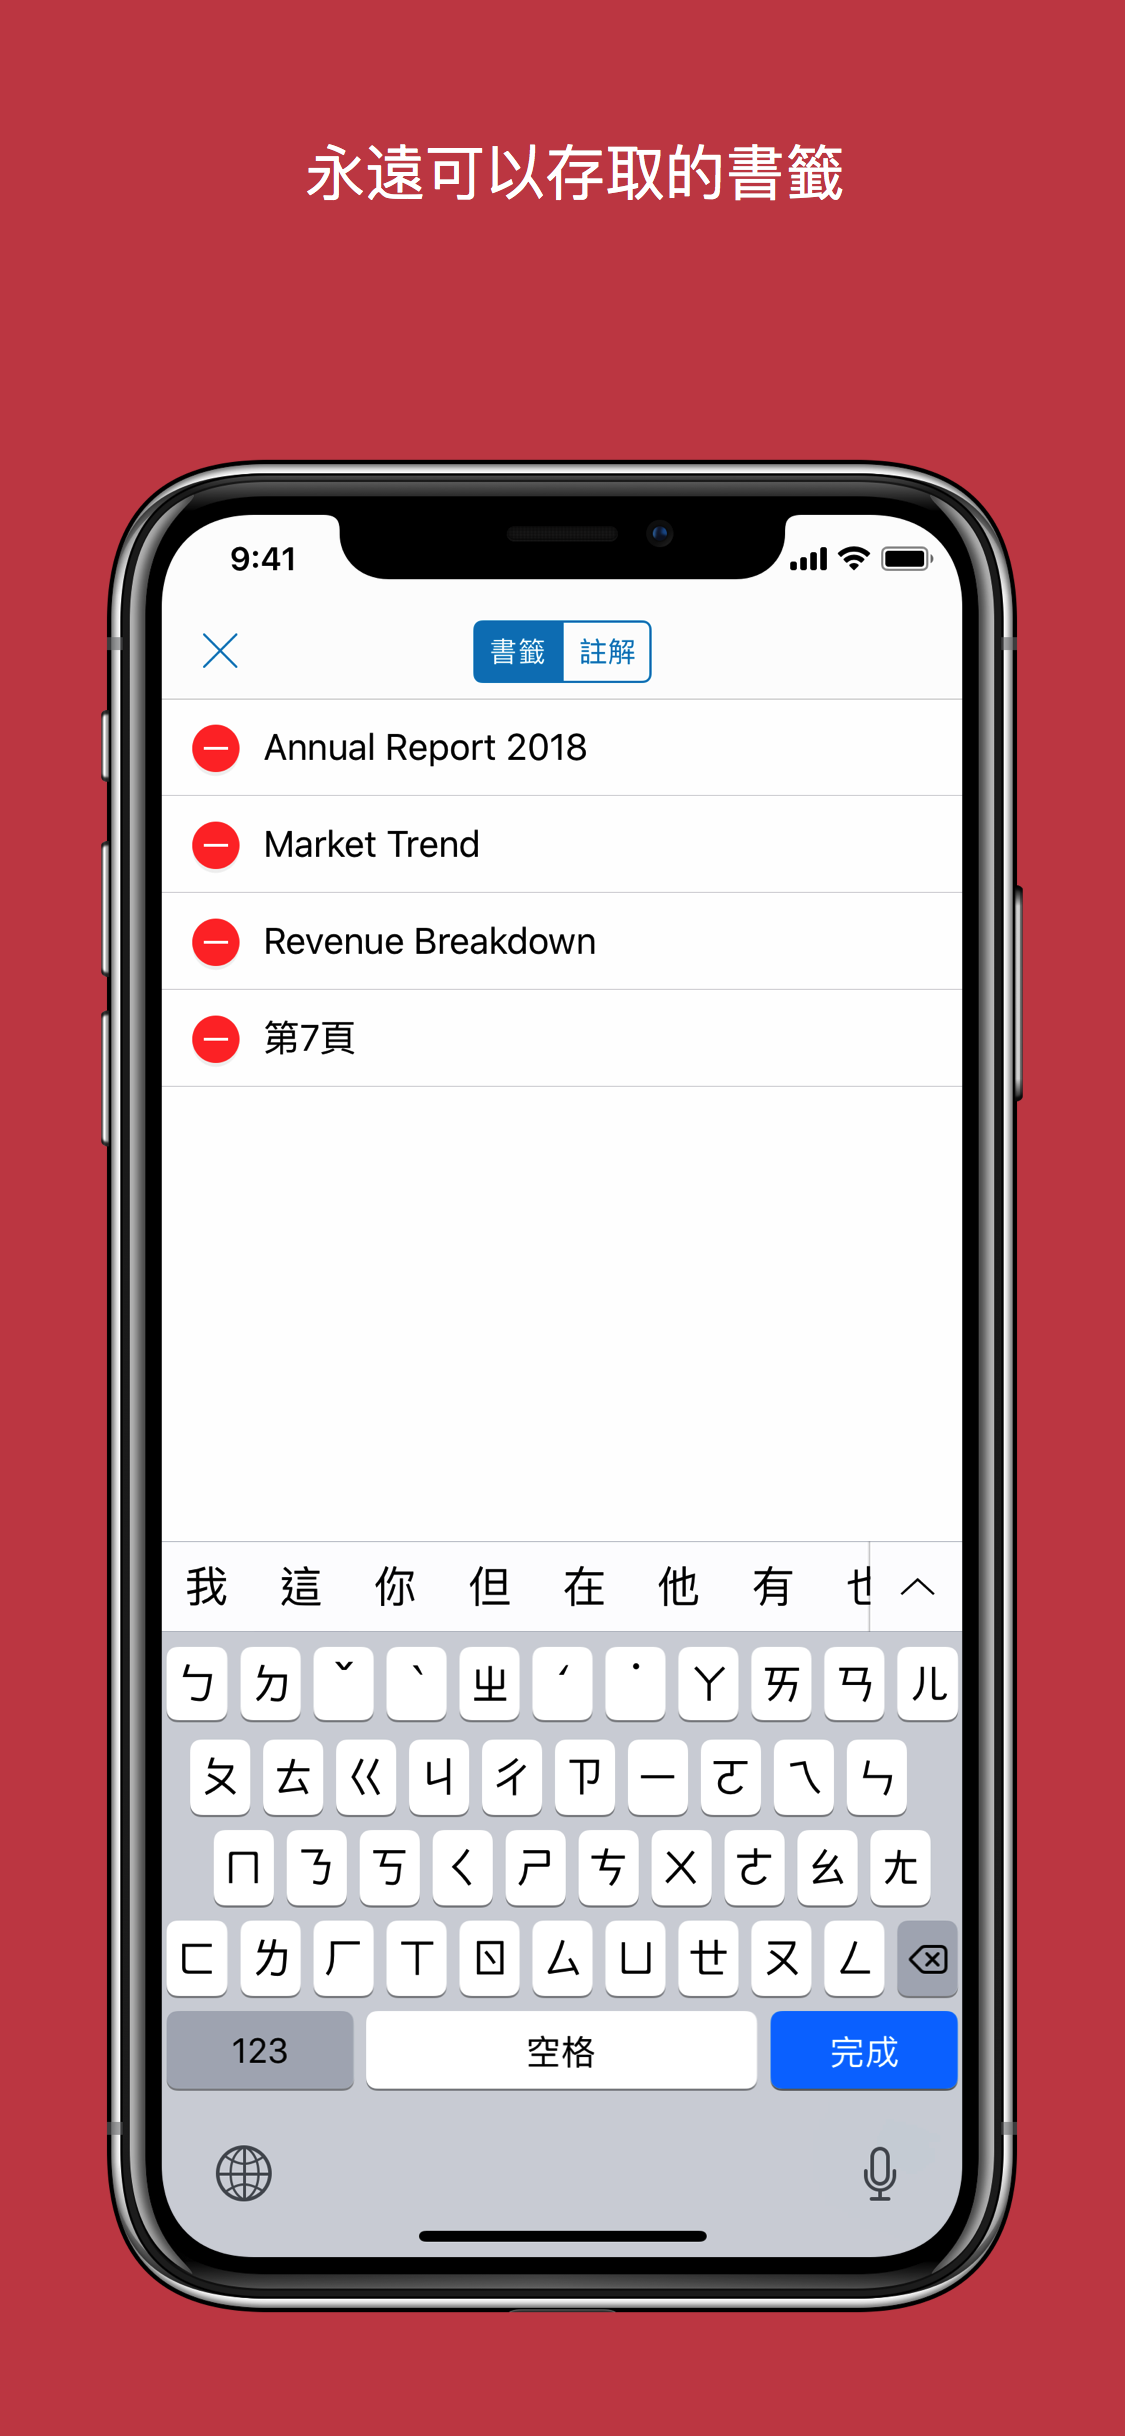 永遠可以存取的書籤
9:41
書籤 註解
Annual Report 2018
Market Trend
Revenue Breakdown
第7頁
我 這 你 但 在 他 有 也
ㄅ ㄉ ˇ ˋ ㄓ ˊ ˙ ㄚ ㄞ ㄢ ㄦ
ㄆ ㄊ ㄍ ㄐ ㄔ ㄗ ㄧ ㄛ ㄟ ㄣ
ㄇ ㄋ ㄎ ㄑ ㄕ ㄘ ㄨ ㄜ ㄠ ㄤ
ㄈ ㄌ ㄏ ㄒ ㄖ ㄙ ㄩ ㄝ ㄡ ㄥ
123 空格 完成